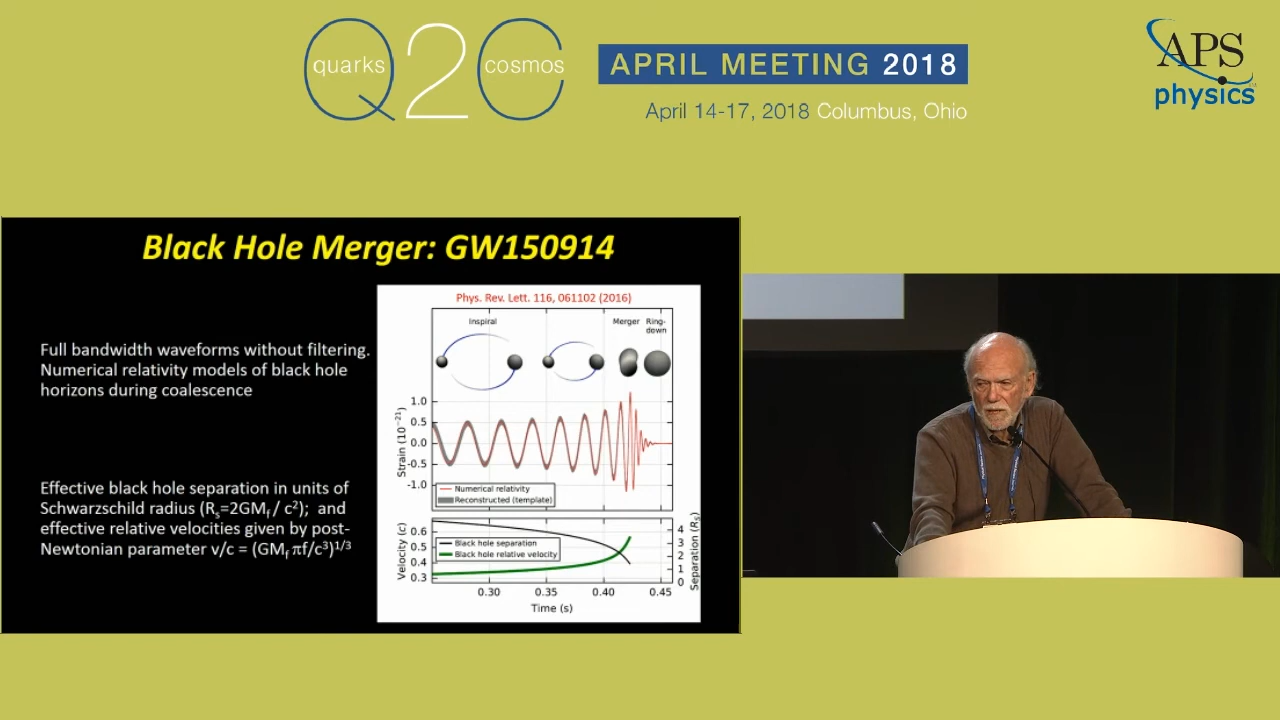 quarks
Q2C
cosmos
APRIL MEETING 2018
April 14-17, 2018 Columbus, Ohio
APS
physics
Black Hole Merger: GW150914
Full bandwidth waveforms without filtering.
Numerical relativity models of black hole
horizons during coalescence
Effective black hole separation in units of
Schwarzschild radius (Rs=2GMf / c²); and
effective relative velocities given by post-
Newtonian parameter v/c = (GMf πf/c³)^1/3
Phys. Rev. Lett. 116, 061102 (2016)
Inspiral
Merger
Ring-
down
Strain (10⁻²¹)
1.0
0.5
0.0
-0.5
-1.0
Numerical relativity
Reconstructed (template)
Velocity (c)
0.6
0.5
0.4
0.3
Black hole separation
Black hole relative velocity
4
3
2
1
0
Separation (Rs)
0.30 0.35 0.40 0.45
Time (s)